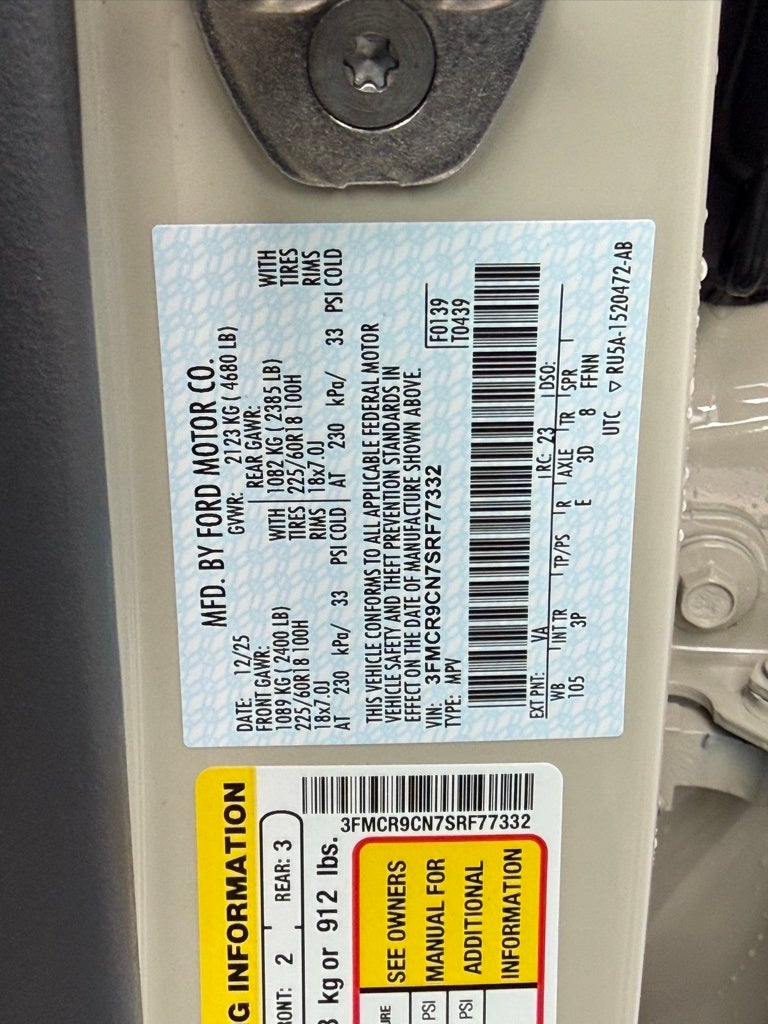 MFD. BY FORD MOTOR CO.
DATE: 12/25 GVWR: 2123 KG ( 4680 LB)
FRONT GAWR: REAR GAWR:
1089 KG ( 2400 LB) WITH 1082 KG ( 2385 LB) WITH
225/60R18 100H TIRES 225/60R18 100H TIRES
18x7.0J RIMS 18x7.0J RIMS
AT 230 kPa/ 33 PSI COLD AT 230 kPa/ 33 PSI COLD
THIS VEHICLE CONFORMS TO ALL APPLICABLE FEDERAL MOTOR
VEHICLE SAFETY AND THEFT PREVENTION STANDARDS IN
EFFECT ON THE DATE OF MANUFACTURE SHOWN ABOVE.
VIN: 3FMCR9CN7SRF77332 F0139
TYPE: MPV T0439
EXT PNT: VA RC: 23 DSO:
WB INT TR TP/PS R AXLE TR SPR
105 3P E 3D 8 FFNN
UTC ▽ RU5A-1520472-AB
G INFORMATION
RONT: 2 REAR: 3
kg or 912 lbs.
3FMCR9CN7SRF77332
SEE OWNERS
MANUAL FOR
ADDITIONAL
INFORMATION
URE
PSI
PSI